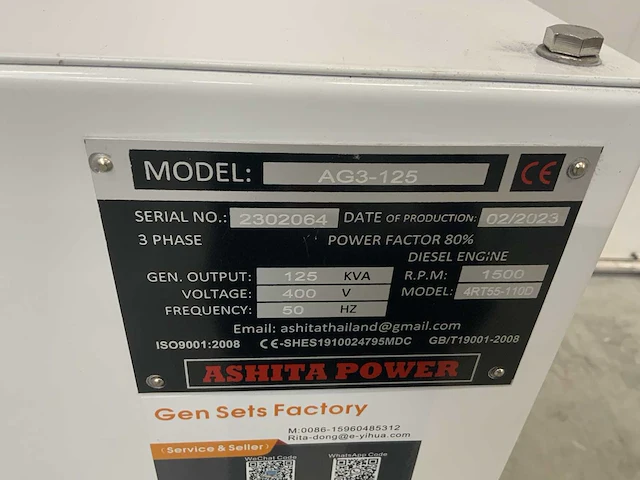 MODEL: AG3-125 CE
SERIAL NO.: 2302064 DATE OF PRODUCTION: 02/2023
3 PHASE POWER FACTOR 80%
DIESEL ENGINE
GEN. OUTPUT: 125 KVA R.P.M: 1500
VOLTAGE: 400 V MODEL: 4RT55-110D
FREQUENCY: 50 HZ
Email: ashitathailand@gmail.com
ISO9001:2008 CE-SHES1910024795MDC GB/T19001-2008
ASHITA POWER
Gen Sets Factory
M:0086-15960485312
Rita-dong@e-yihua.com
(Service & Seller)
WeChat Code WhatsApp Code